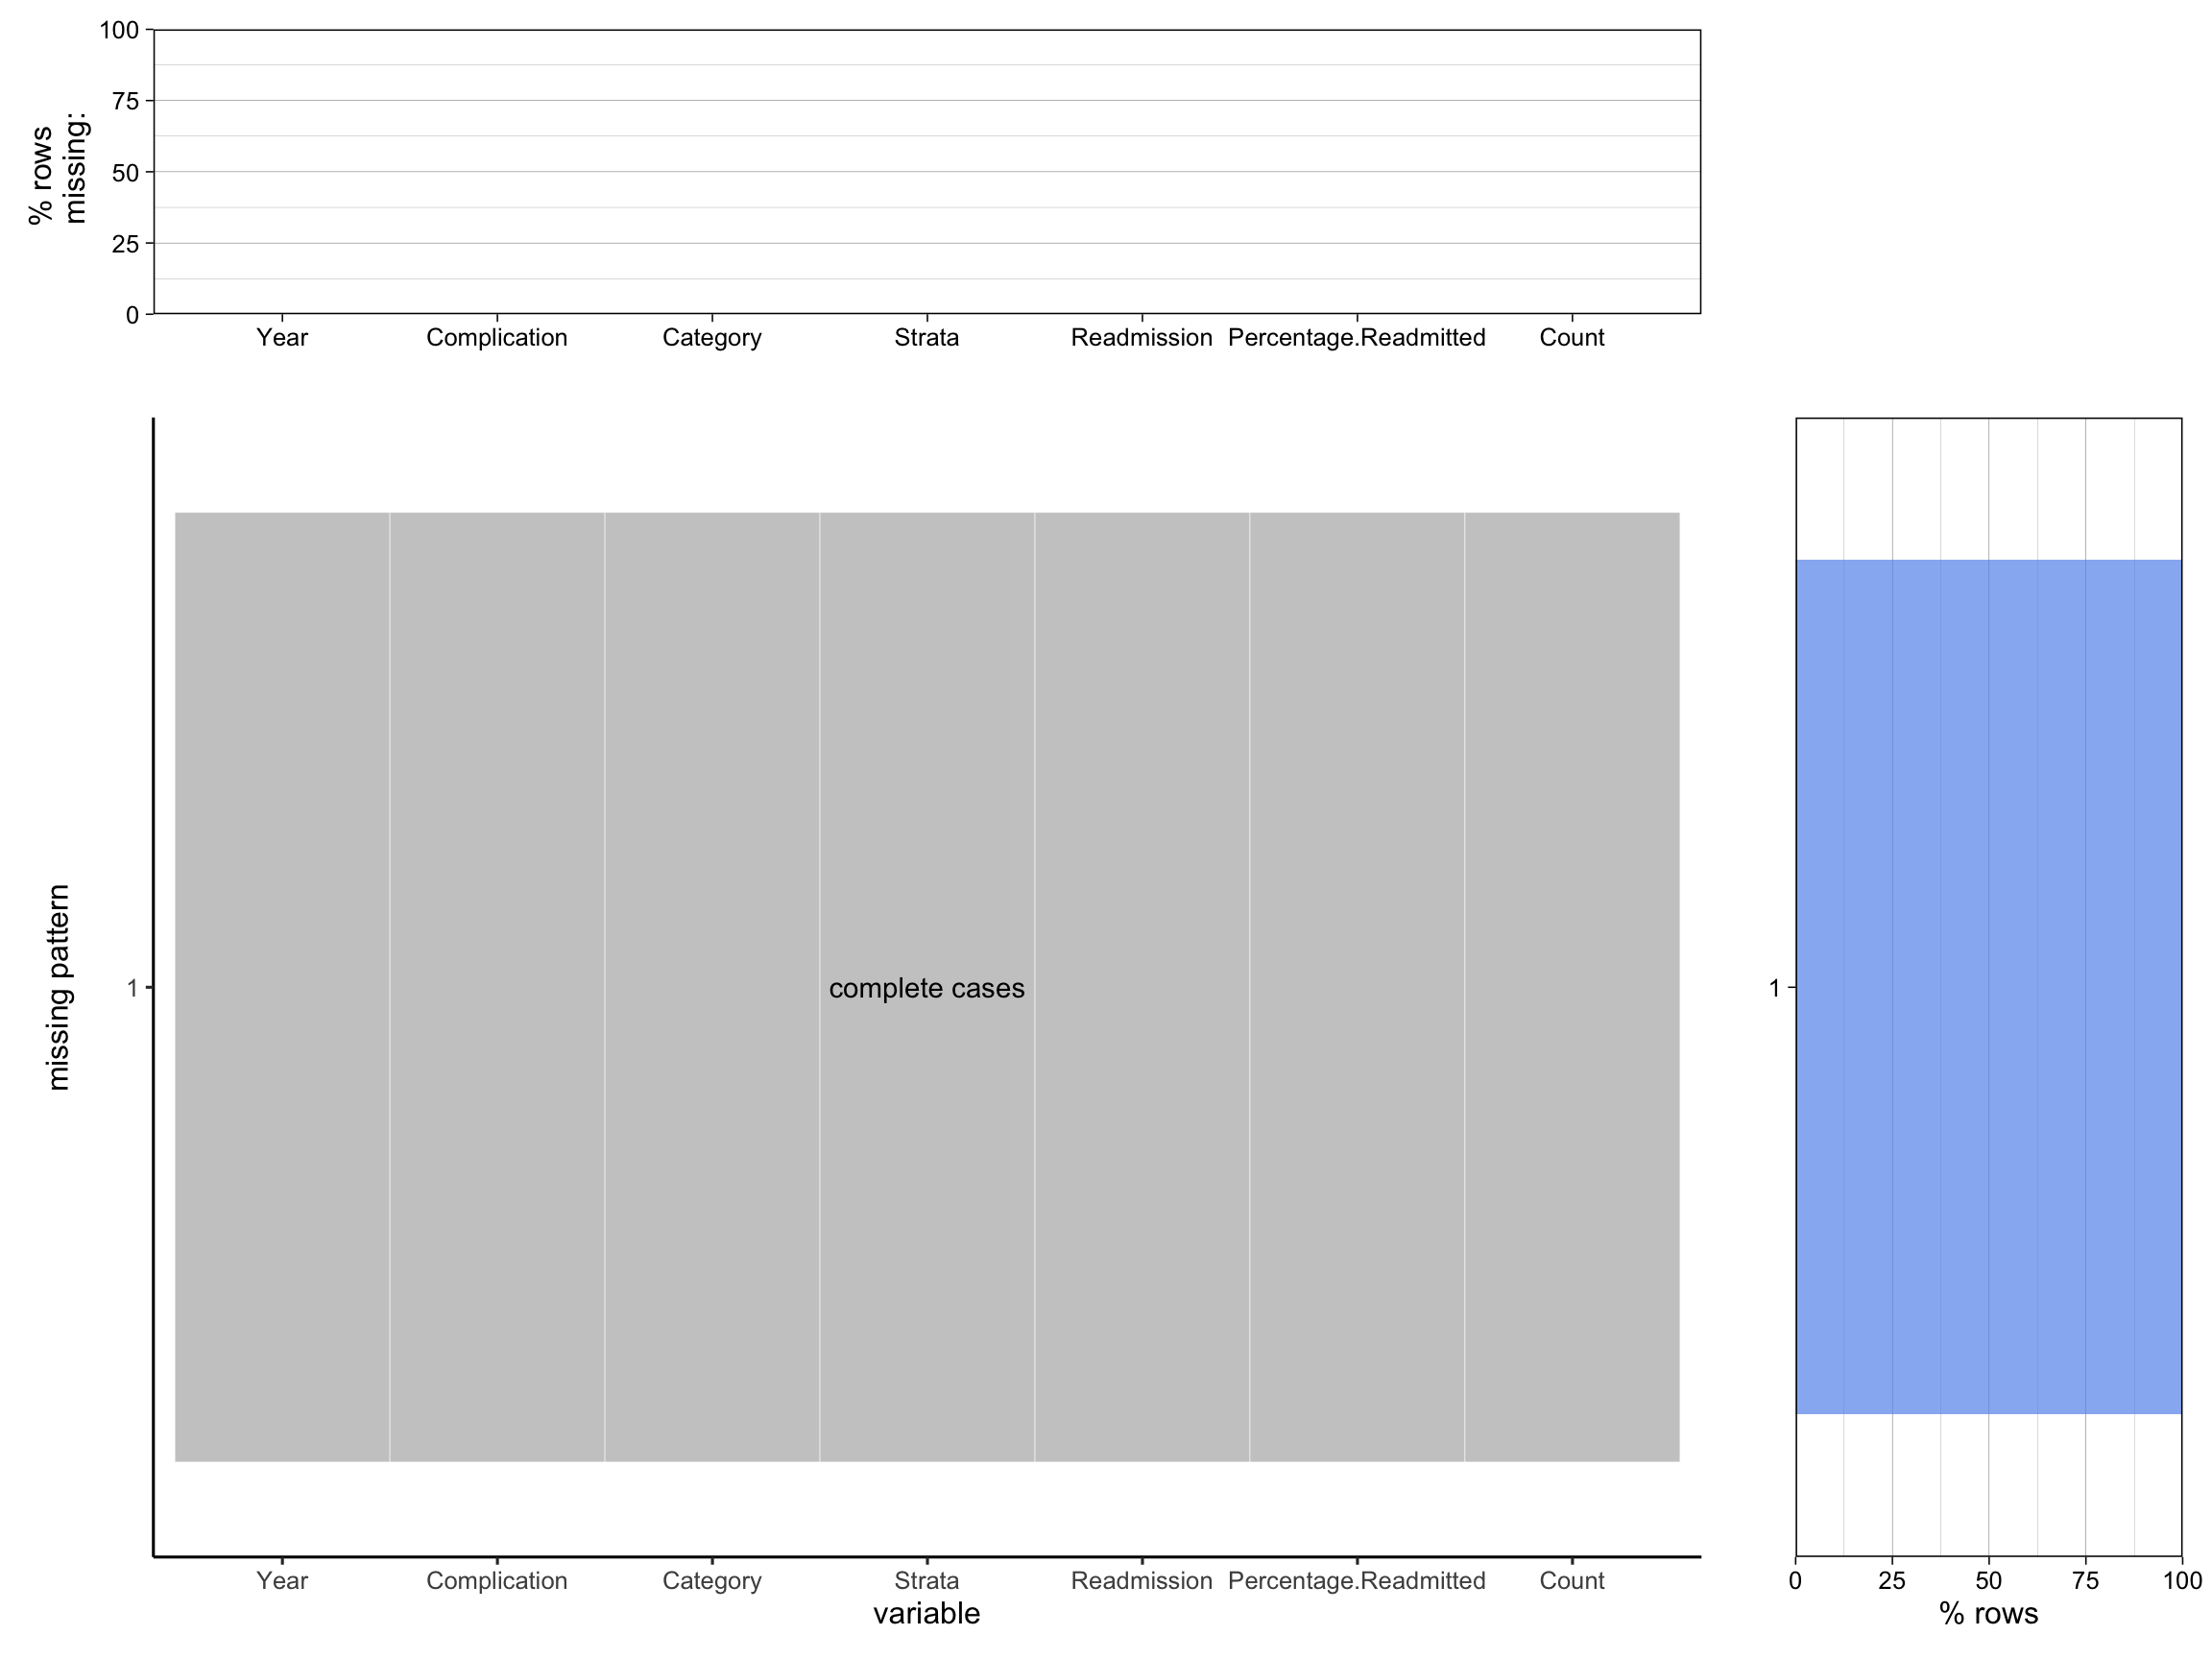 % rows
missing:
100
75
50
25
0
Year Complication Category Strata Readmission Percentage.Readmitted Count
missing pattern
1
complete cases
Year Complication Category Strata Readmission Percentage.Readmitted Count
variable
1
0 25 50 75 100
% rows